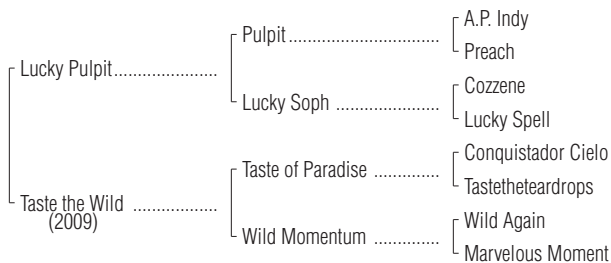 A.P. Indy
Pulpit
Preach
Lucky Pulpit
Cozzene
Lucky Soph
Lucky Spell
Conquistador Cielo
Taste of Paradise
Tastetheteardrops
Taste the Wild
(2009)
Wild Again
Wild Momentum
Marvelous Moment